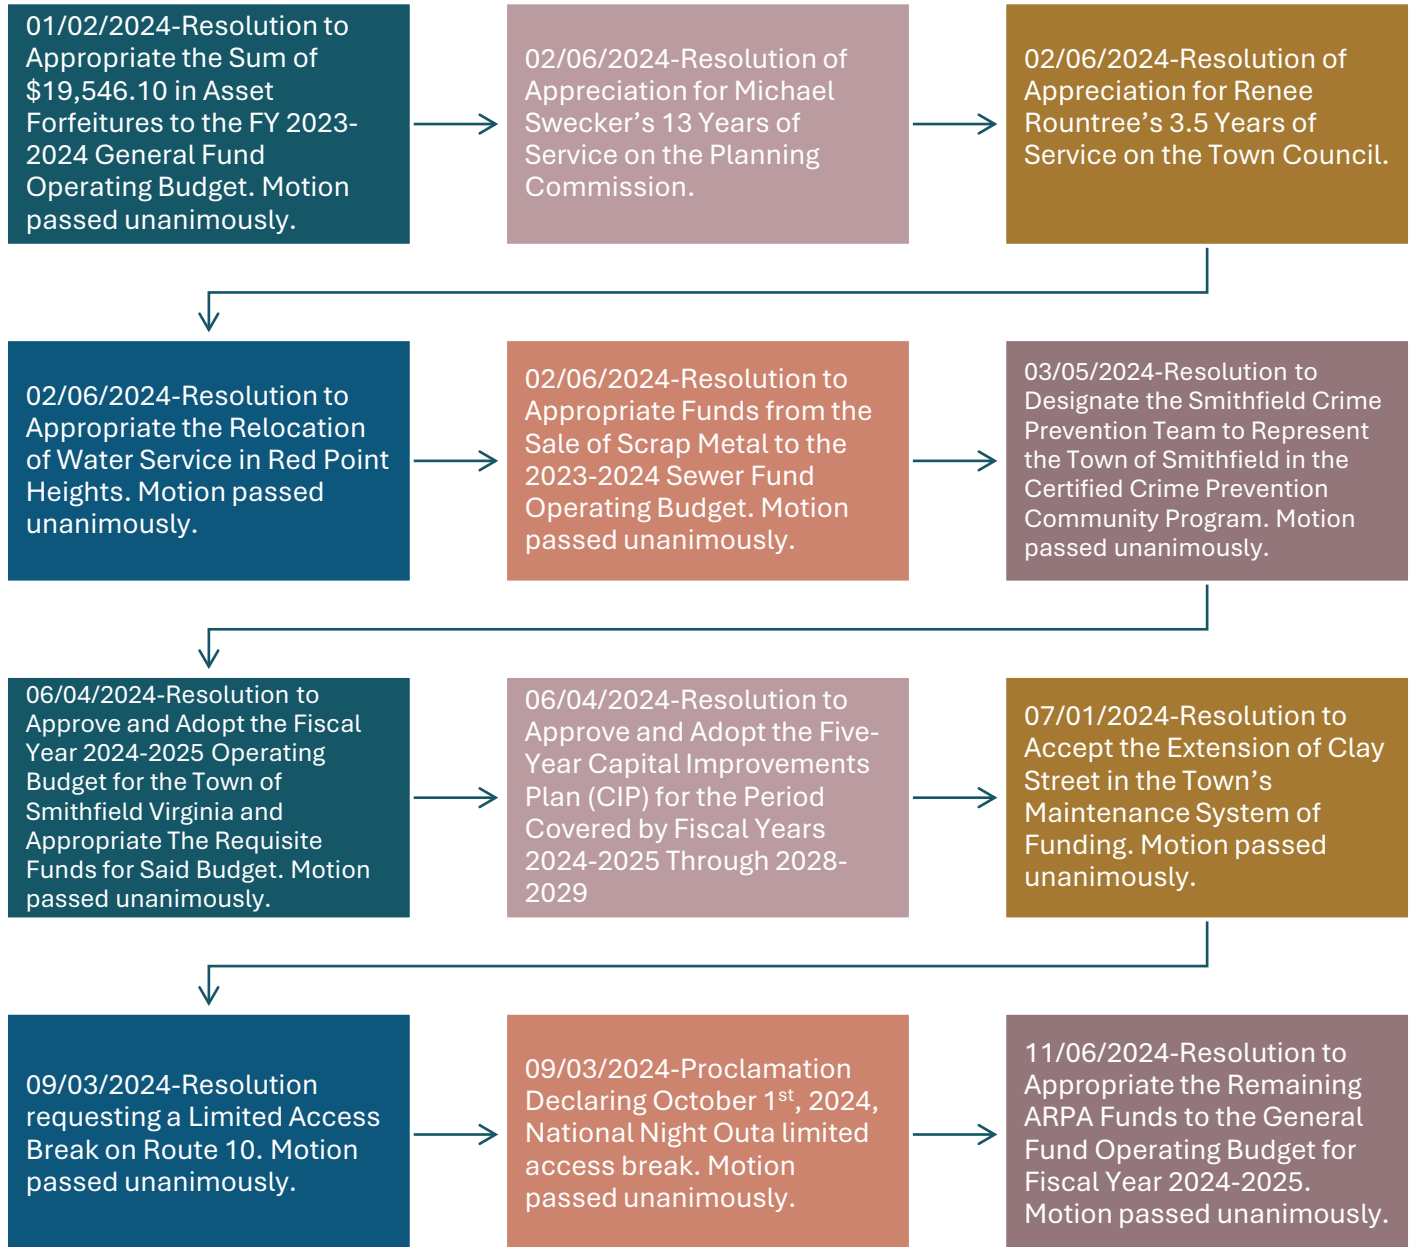 01/02/2024-Resolution to
Appropriate the Sum of
$19,546.10 in Asset
Forfeitures to the FY 2023-
2024 General Fund
Operating Budget. Motion
passed unanimously.
02/06/2024-Resolution of
Appreciation for Michael
Swecker’s 13 Years of
Service on the Planning
Commission.
02/06/2024-Resolution of
Appreciation for Renee
Rountree’s 3.5 Years of
Service on the Town Council.
02/06/2024-Resolution to
Appropriate the Relocation
of Water Service in Red Point
Heights. Motion passed
unanimously.
02/06/2024-Resolution to
Appropriate Funds from the
Sale of Scrap Metal to the
2023-2024 Sewer Fund
Operating Budget. Motion
passed unanimously.
03/05/2024-Resolution to
Designate the Smithfield Crime
Prevention Team to Represent
the Town of Smithfield in the
Certified Crime Prevention
Community Program. Motion
passed unanimously.
06/04/2024-Resolution to
Approve and Adopt the Fiscal
Year 2024-2025 Operating
Budget for the Town of
Smithfield Virginia and
Appropriate The Requisite
Funds for Said Budget. Motion
passed unanimously.
06/04/2024-Resolution to
Approve and Adopt the Five-
Year Capital Improvements
Plan (CIP) for the Period
Covered by Fiscal Years
2024-2025 Through 2028-
2029
07/01/2024-Resolution to
Accept the Extension of Clay
Street in the Town’s
Maintenance System of
Funding. Motion passed
unanimously.
09/03/2024-Resolution
requesting a Limited Access
Break on Route 10. Motion
passed unanimously.
09/03/2024-Proclamation
Declaring October 1st, 2024,
National Night Outa limited
access break. Motion
passed unanimously.
11/06/2024-Resolution to
Appropriate the Remaining
ARPA Funds to the General
Fund Operating Budget for
Fiscal Year 2024-2025.
Motion passed unanimously.